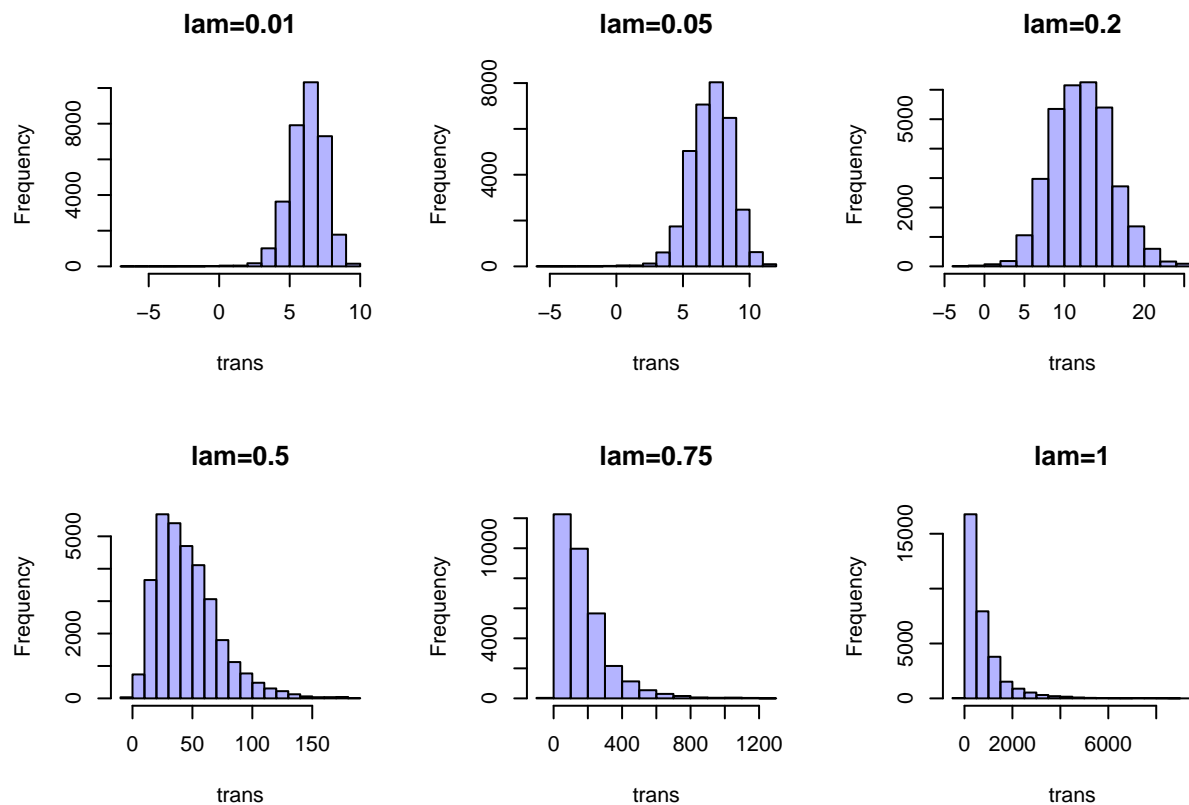 lam=0.01
Frequency
0 4000 8000
−5 0 5 10
trans
lam=0.05
Frequency
0 4000 8000
−5 0 5 10
trans
lam=0.2
Frequency
0 2000 5000
−5 0 5 10 20
trans
lam=0.5
Frequency
0 2000 5000
0 50 100 150
trans
lam=0.75
Frequency
0 4000 10000
0 400 800 1200
trans
lam=1
Frequency
0 5000 15000
0 2000 6000
trans